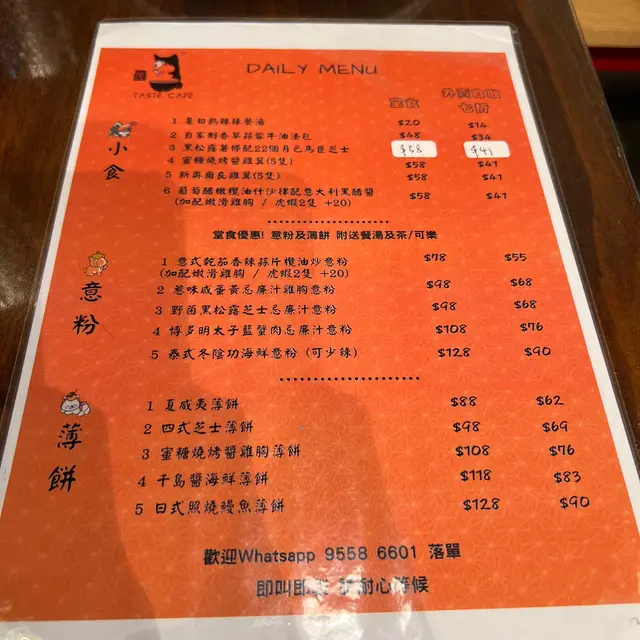 DAILY MENU
TASTE CAFE
堂食 外賣自取
七折
小食
1 是日熱辣辣餐湯 $20 $14
2 自家制香草蒜蓉牛油法包 $48 $34
3 黑松露薯條配22個月巴馬臣芝士 $58 $41
4 蜜糖燒烤醬雞翼(5隻) $58 $41
5 新奧爾良雞翼(5隻) $58 $41
6 葡萄醋橄欖油什沙律記意大利黑醋醬 $58 $41
(加配嫩滑雞胸 / 虎蝦2隻 +20)
堂食優惠! 意粉及薄餅 附送餐湯及茶/可樂
意粉
1 意式乾茄香辣蒜片欖油炒意粉 $78 $55
(加配嫩滑雞胸 / 虎蝦2隻 +20)
2 惹味咸蛋黃忌廉汁雞胸意粉 $98 $68
3 野菌黑松露芝士忌廉汁意粉 $98 $68
4 博多明太子藍蟹肉忌廉汁意粉 $108 $76
5 泰式冬陰功海鮮意粉 (可少辣) $128 $90
薄餅
1 夏威夷薄餅 $88 $62
2 四式芝士薄餅 $98 $69
3 蜜糖燒烤醬雞胸薄餅 $108 $76
4 千島醬海鮮薄餅 $118 $83
5 日式照燒鰻魚薄餅 $128 $90
歡迎Whatsapp 9558 6601 落單
即叫即 耐心等候